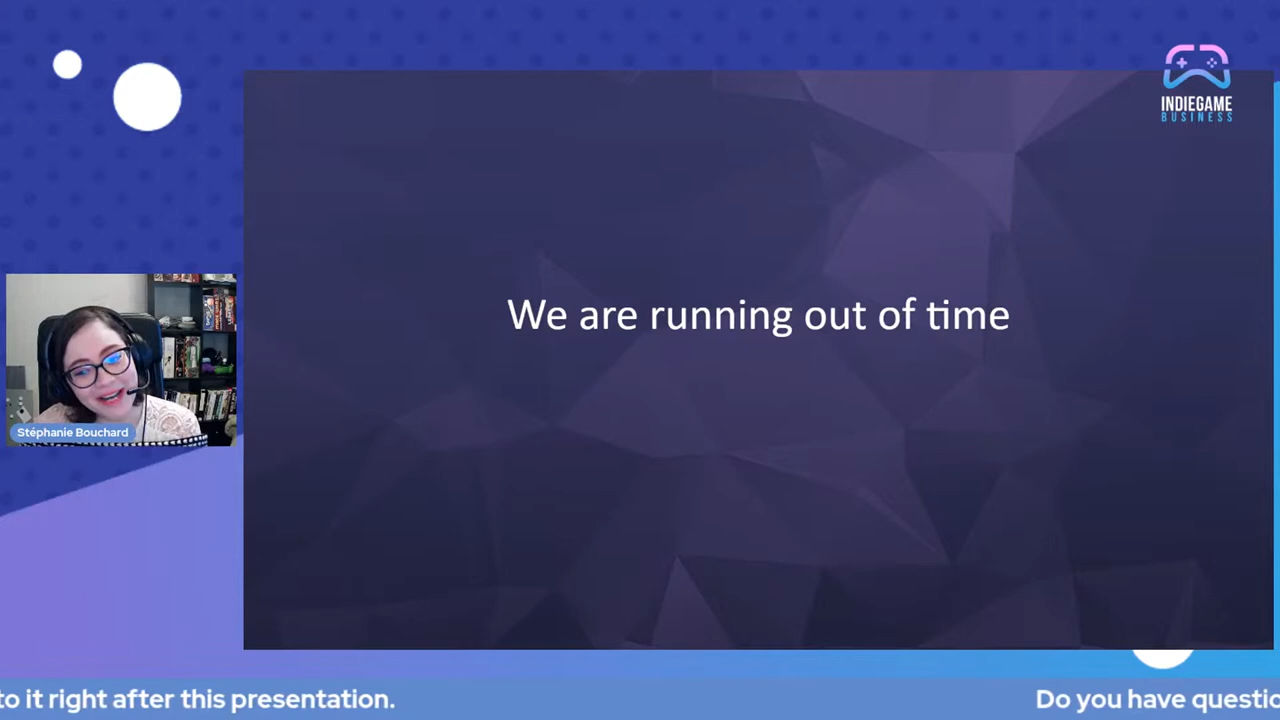 INDIEGAME
BUSINESS
We are running out of time
Stéphanie Bouchard
to it right after this presentation.
Do you have questio